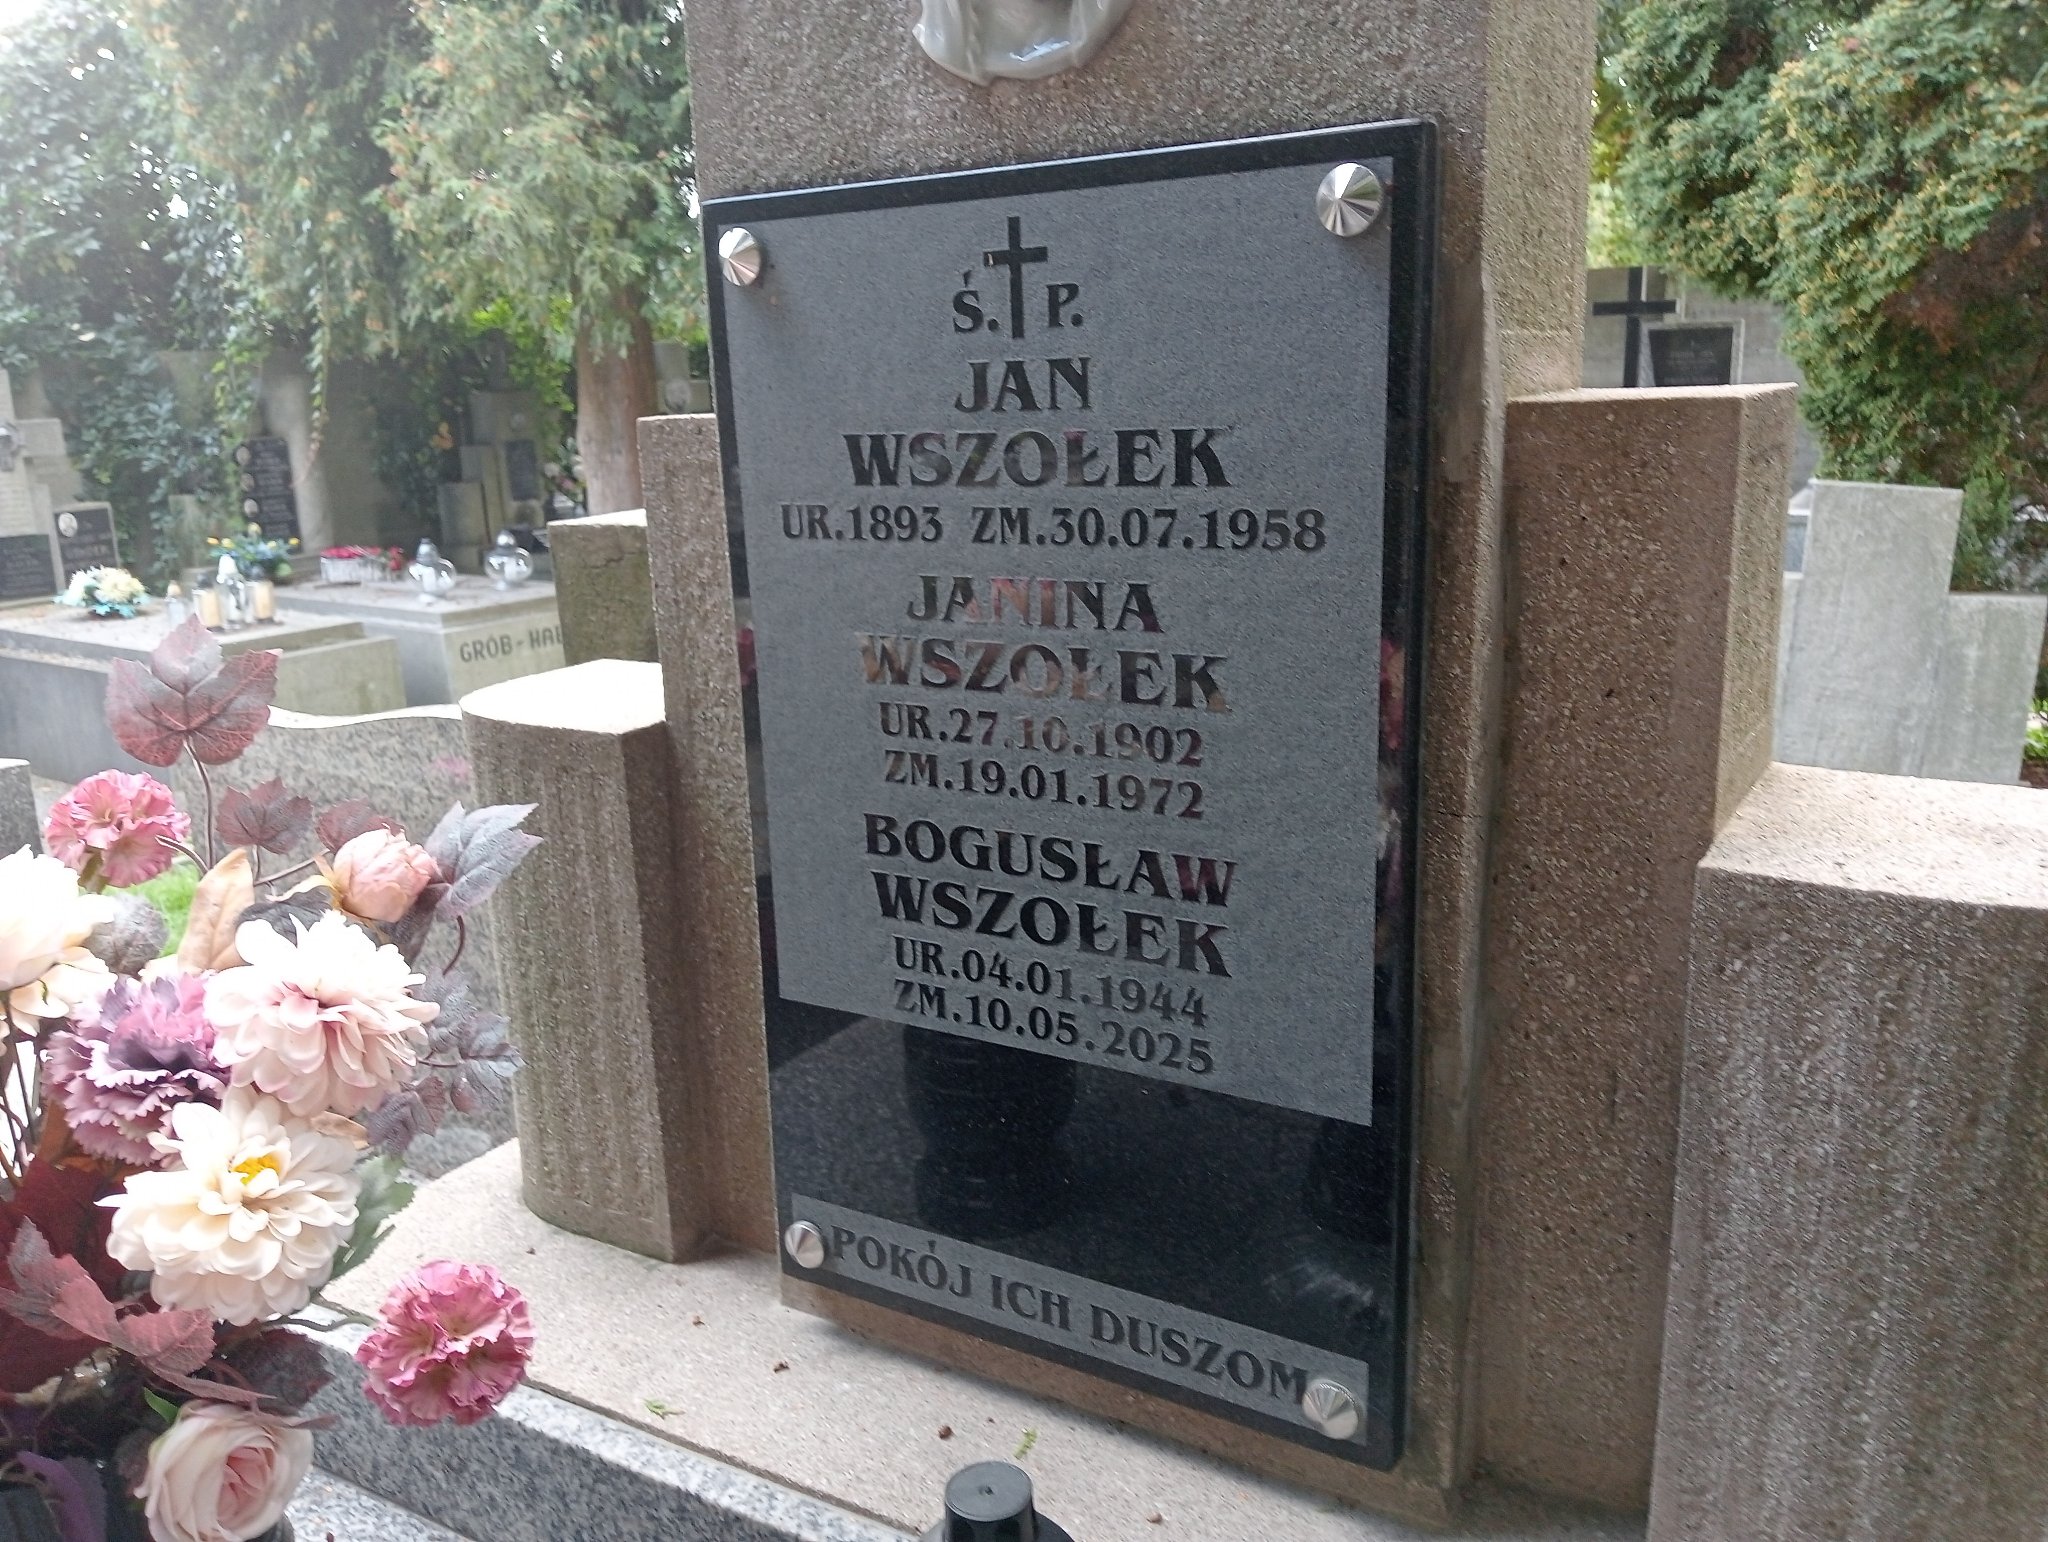 Ś. P.
JAN
WSZOŁEK
UR.1893 ZM.30.07.1958
JANINA
WSZOŁEK
UR.27.10.1902
ZM.19.01.1972
BOGUSŁAW
WSZOŁEK
UR.04.01.1944
ZM.10.05.2025
POKÓJ ICH DUSZOM
GRÓB-